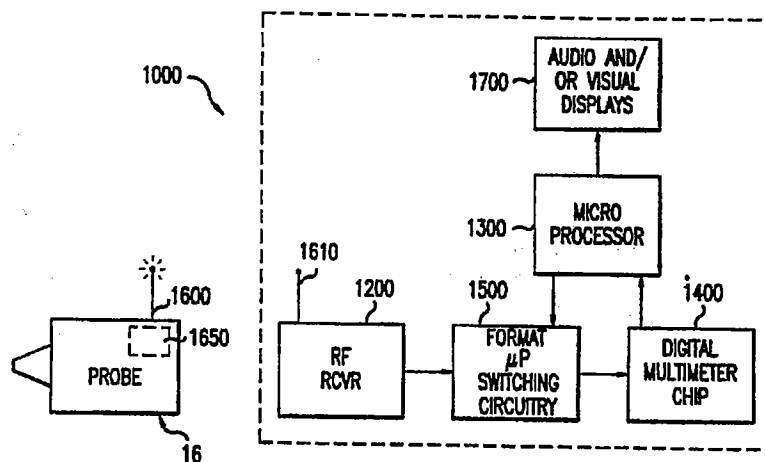 1000
1700
AUDIO AND/
OR VISUAL
DISPLAYS
1300
MICRO
PROCESSOR
1610
1600
1200
1500
1400
1650
PROBE
RF
RCVR
FORMAT
μP
SWITCHING
CIRCUITRY
DIGITAL
MULTIMETER
CHIP
16